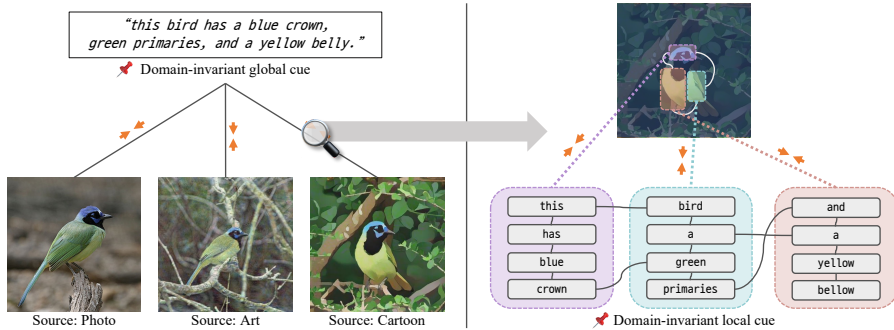 “this bird has a blue crown,
green primaries, and a yellow belly.”
Domain-invariant global cue
Source: Photo
Source: Art
Source: Cartoon
this
has
blue
crown
bird
a
green
primaries
and
a
yellow
bellow
Domain-invariant local cue